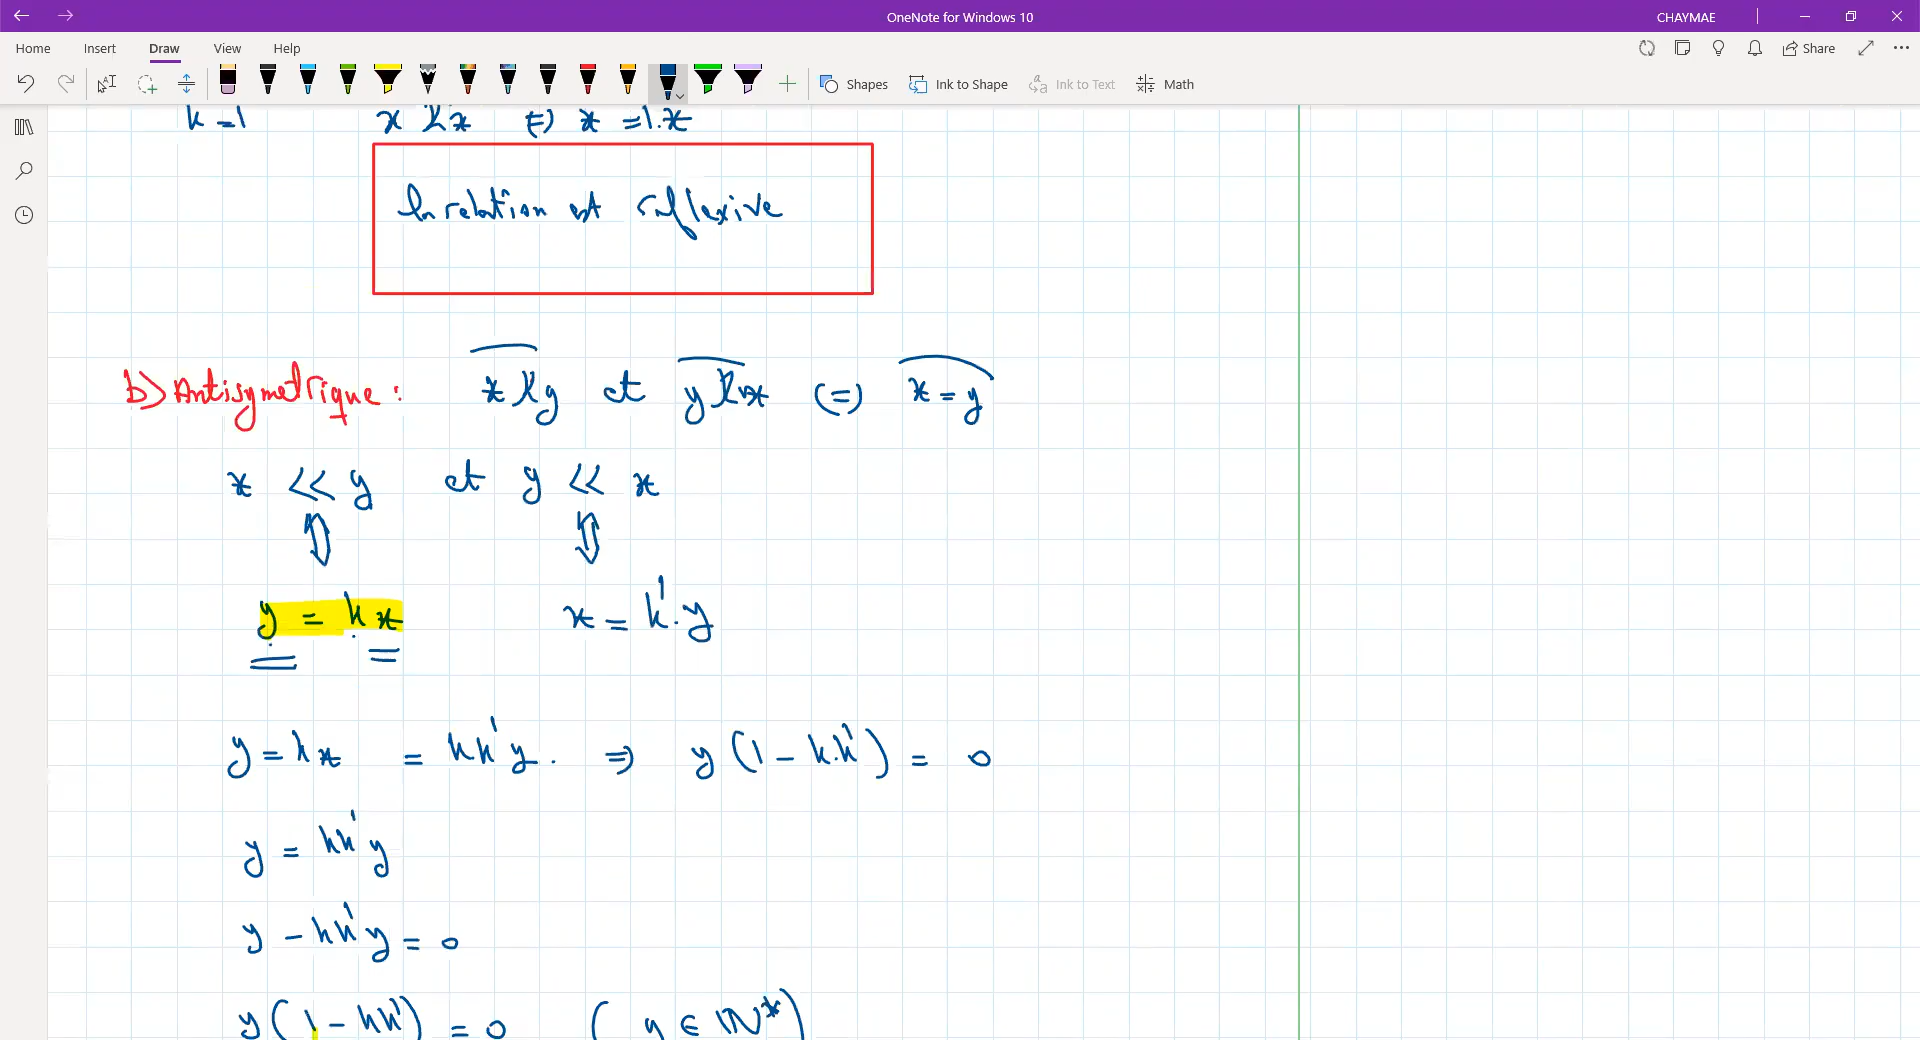 OneNote for Windows 10
CHAYMAE
Home Insert Draw View Help
Share
Shapes Ink to Shape Ink to Text Math
k = 1 x R x ⟺ x = 1.x
la relation est réflexive
b) Antisymetrique : x R y et y R x (=) x = y
x << y et y << x
y = k x x = k'.y
y = k x = k k' y . ⇒ y (1 - k.k') = 0
y = k k' y
y - k k' y = 0
y (1 - k k') = 0 ( y ∈ ℕ* )